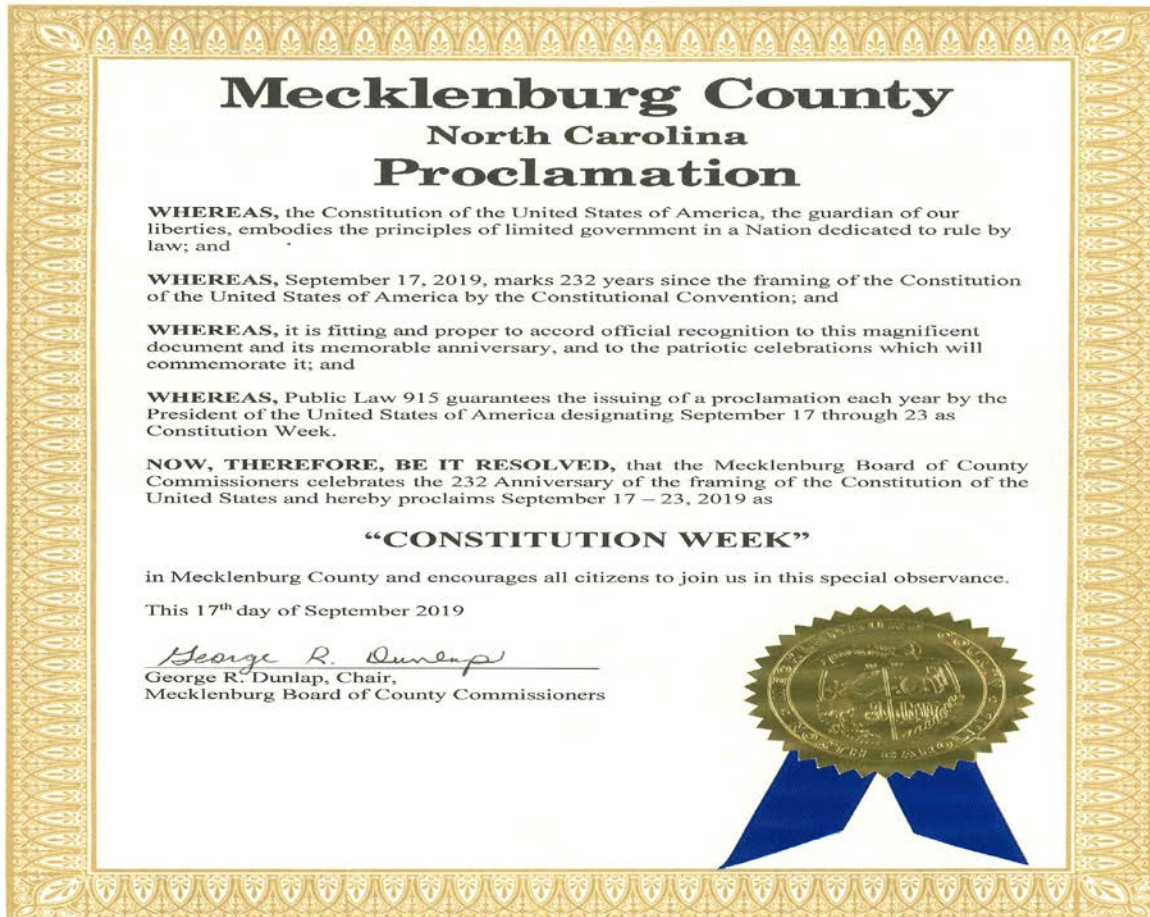 Mecklenburg County
North Carolina
Proclamation
WHEREAS, the Constitution of the United States of America, the guardian of our
liberties, embodies the principles of limited government in a Nation dedicated to rule by
law; and
WHEREAS, September 17, 2019, marks 232 years since the framing of the Constitution
of the United States of America by the Constitutional Convention; and
WHEREAS, it is fitting and proper to accord official recognition to this magnificent
document and its memorable anniversary, and to the patriotic celebrations which will
commemorate it; and
WHEREAS, Public Law 915 guarantees the issuing of a proclamation each year by the
President of the United States of America designating September 17 through 23 as
Constitution Week.
NOW, THEREFORE, BE IT RESOLVED, that the Mecklenburg Board of County
Commissioners celebrates the 232 Anniversary of the framing of the Constitution of the
United States and hereby proclaims September 17 – 23, 2019 as
“CONSTITUTION WEEK”
in Mecklenburg County and encourages all citizens to join us in this special observance.
This 17th day of September 2019
George R. Dunlap
George R. Dunlap, Chair,
Mecklenburg Board of County Commissioners
MECKLENBURG COUNTY
NORTH CAROLINA